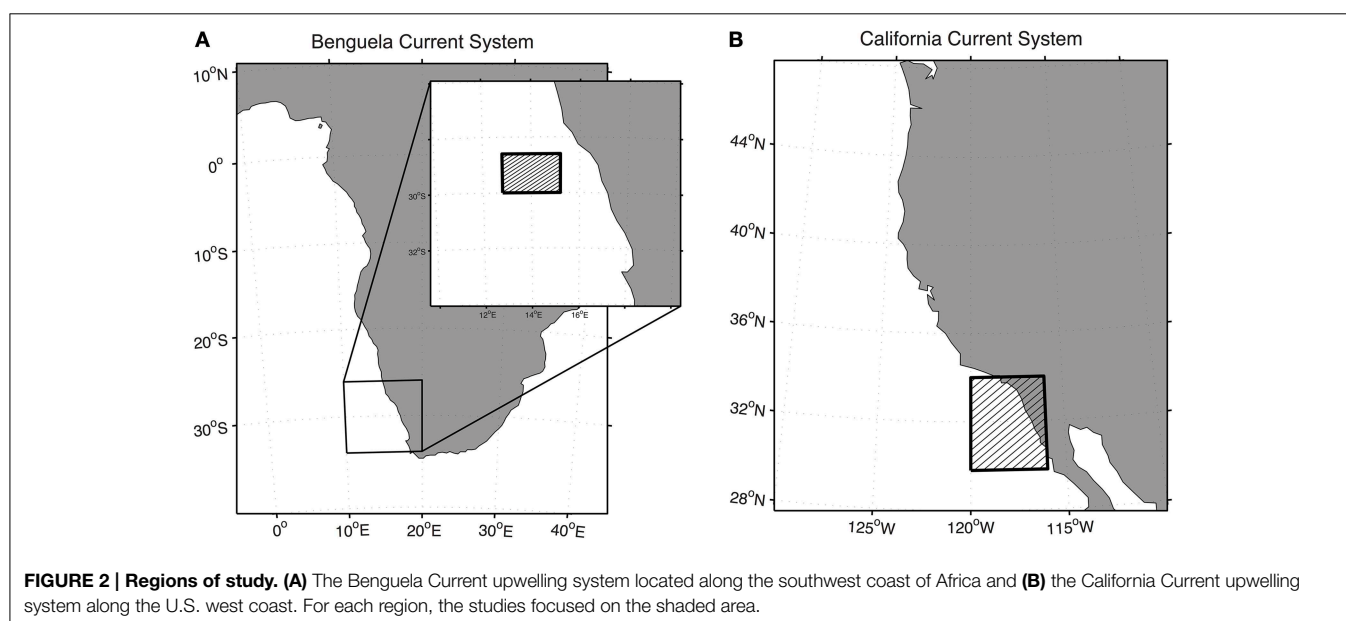 A
Benguela Current System
10°N
0°
10°S
20°S
30°S
0°
10°E
20°E
30°E
40°E
30°S
32°S
12°E
14°E
16°E
B
California Current System
44°N
40°N
36°N
32°N
28°N
125°W
120°W
115°W
FIGURE 2 | Regions of study. (A) The Benguela Current upwelling system located along the southwest coast of Africa and (B) the California Current upwelling
system along the U.S. west coast. For each region, the studies focused on the shaded area.